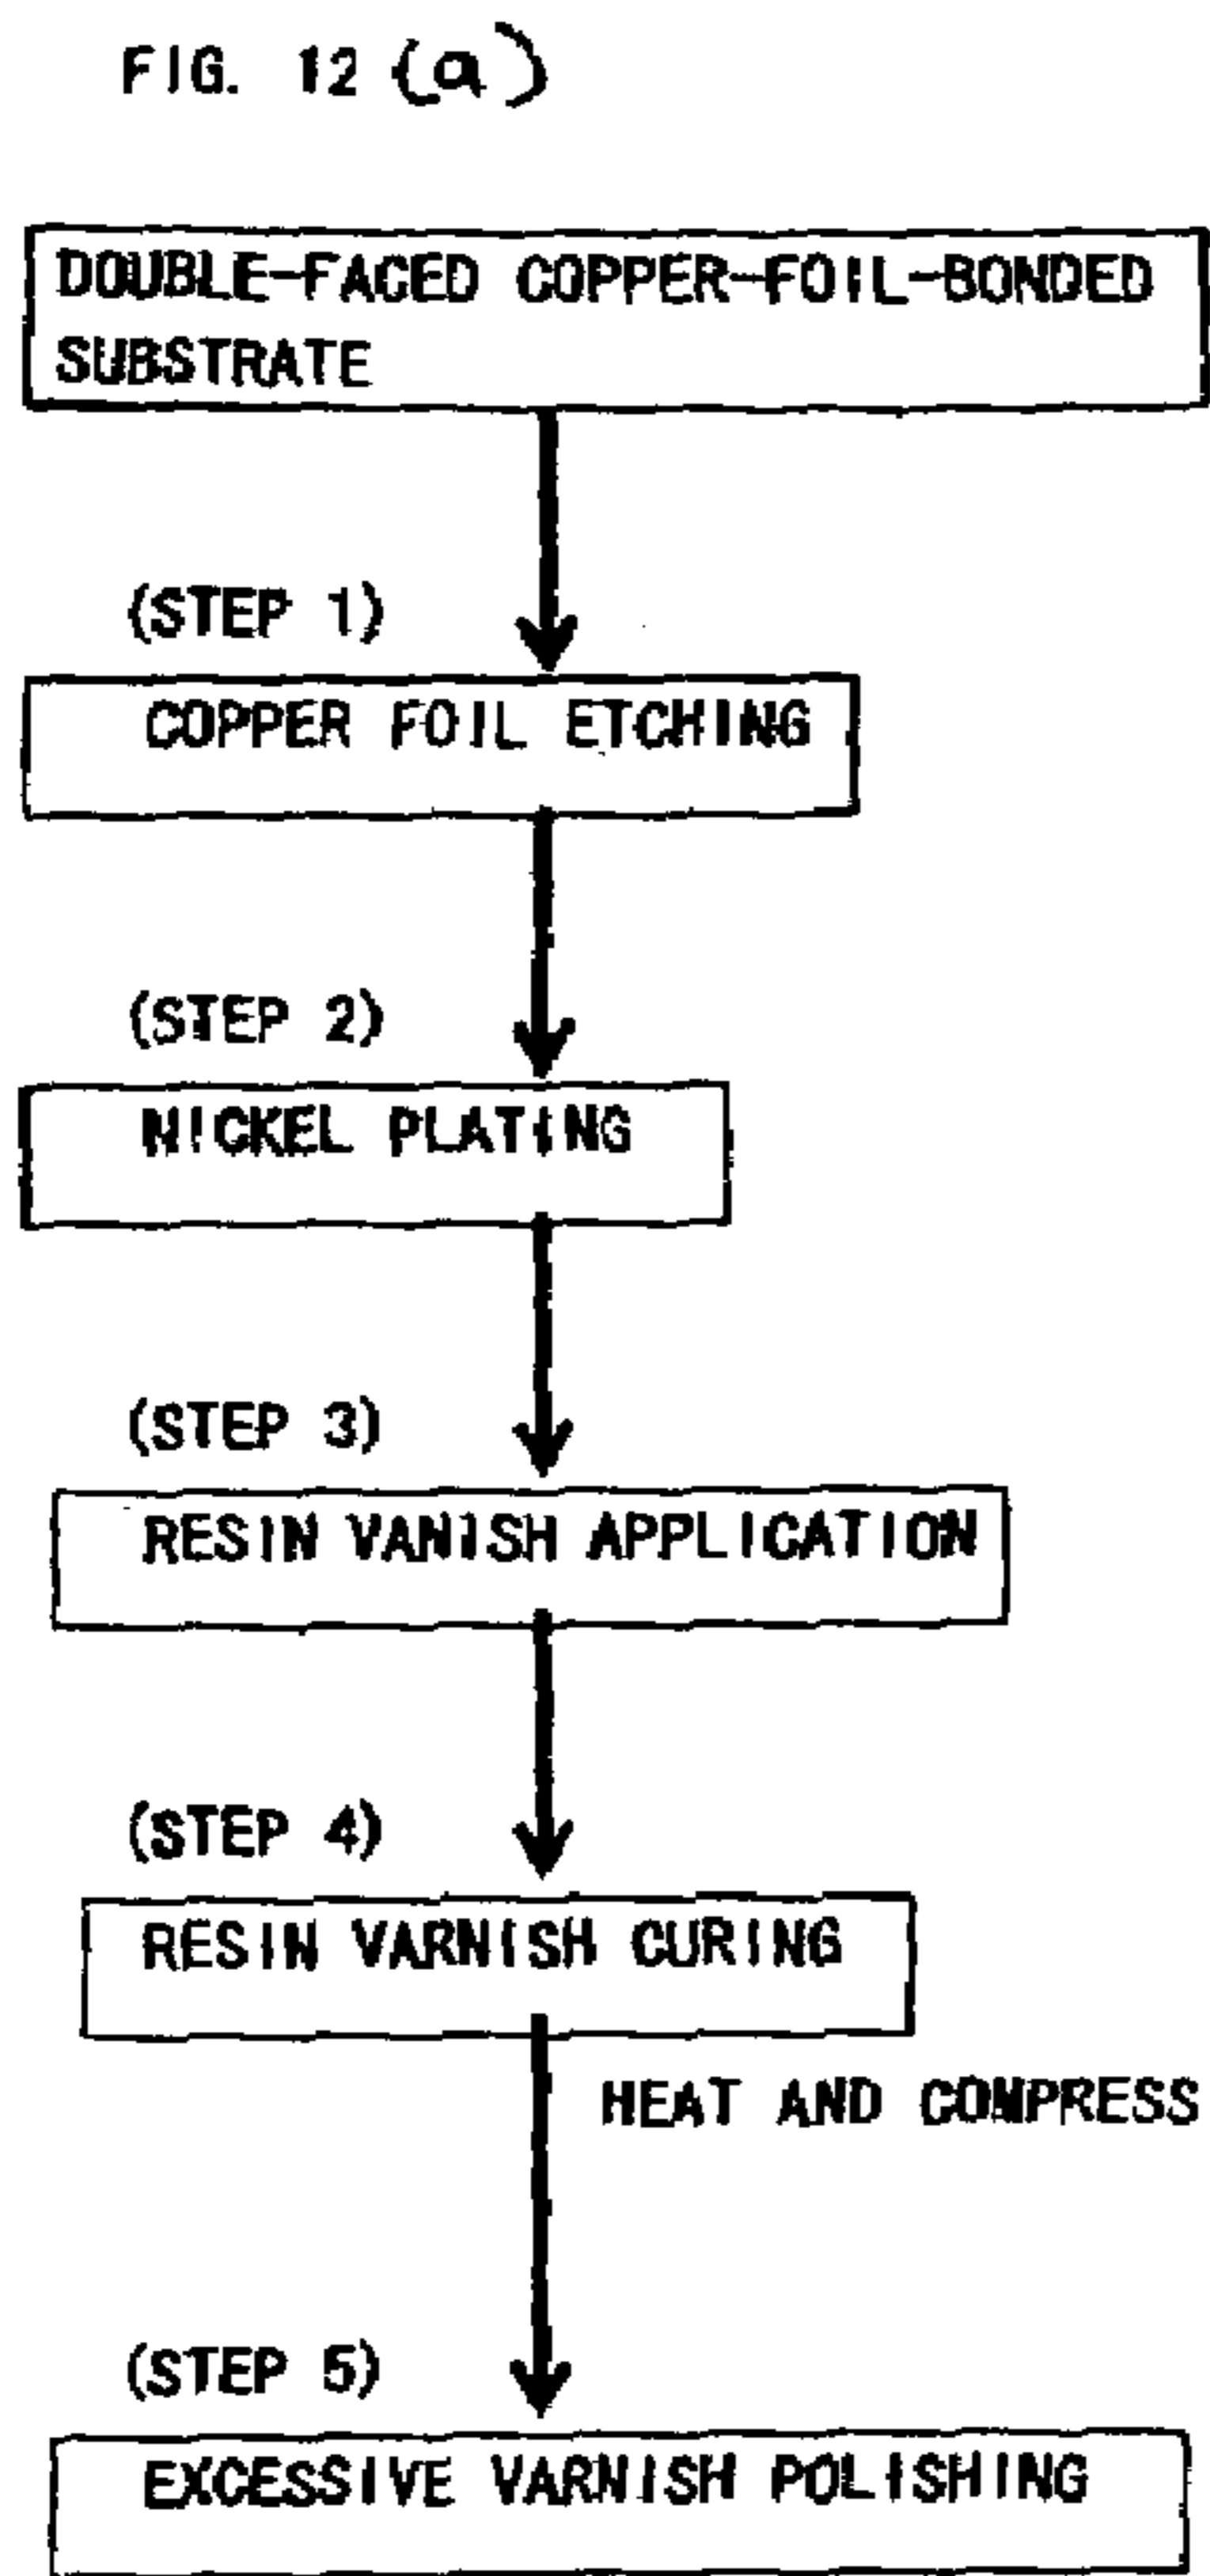 FIG. 12 (a)
DOUBLE-FACED COPPER-FOIL-BONDED
SUBSTRATE
(STEP 1)
COPPER FOIL ETCHING
(STEP 2)
NICKEL PLATING
(STEP 3)
RESIN VANISH APPLICATION
(STEP 4)
RESIN VARNISH CURING
HEAT AND COMPRESS
(STEP 5)
EXCESSIVE VARNISH POLISHING